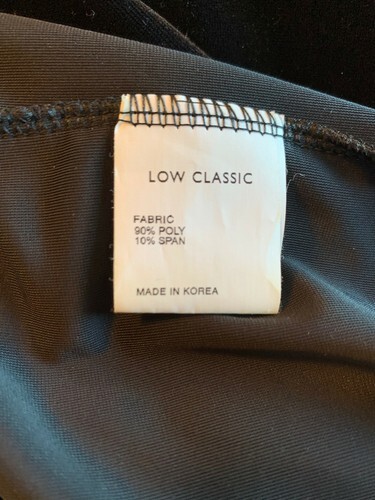 LOW CLASSIC
FABRIC
90% POLY
10% SPAN
MADE IN KOREA